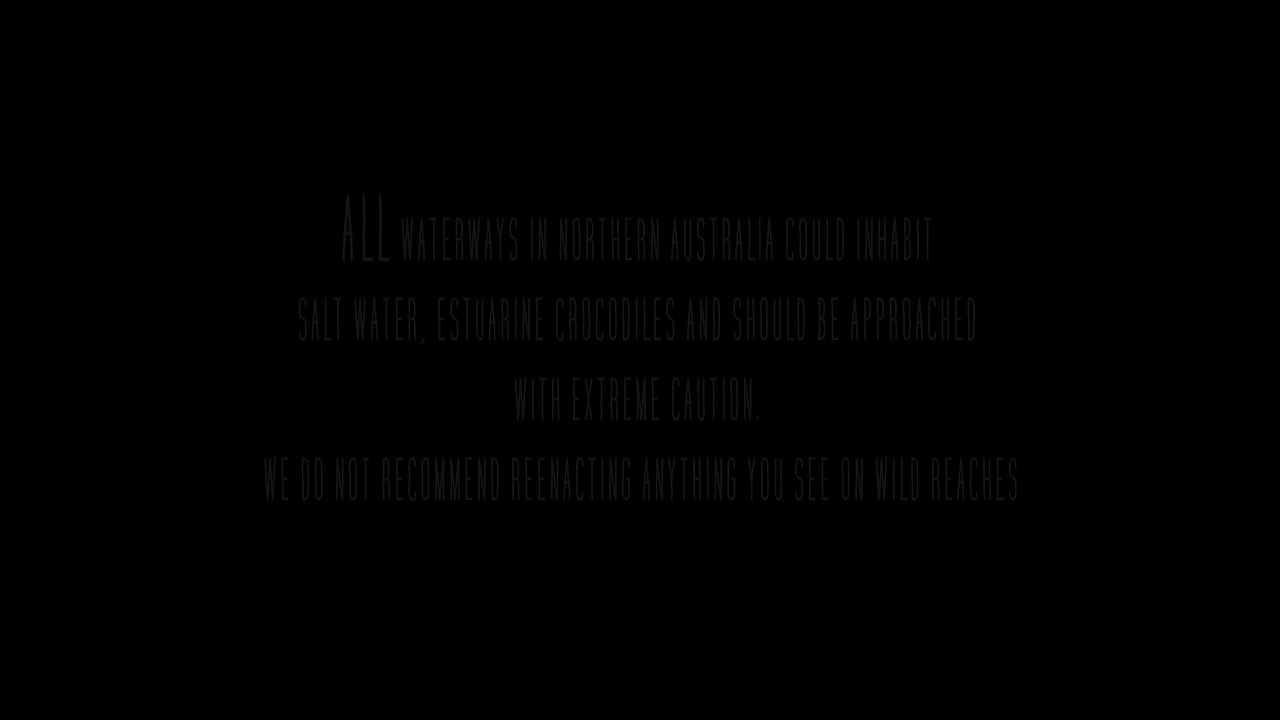 ALL WATERWAYS IN NORTHERN AUSTRALIA COULD INHABIT
SALT WATER, ESTUARINE CROCODILES AND SHOULD BE APPROACHED
WITH EXTREME CAUTION.
WE DO NOT RECOMMEND REENACTING ANYTHING YOU SEE ON WILD REACHES